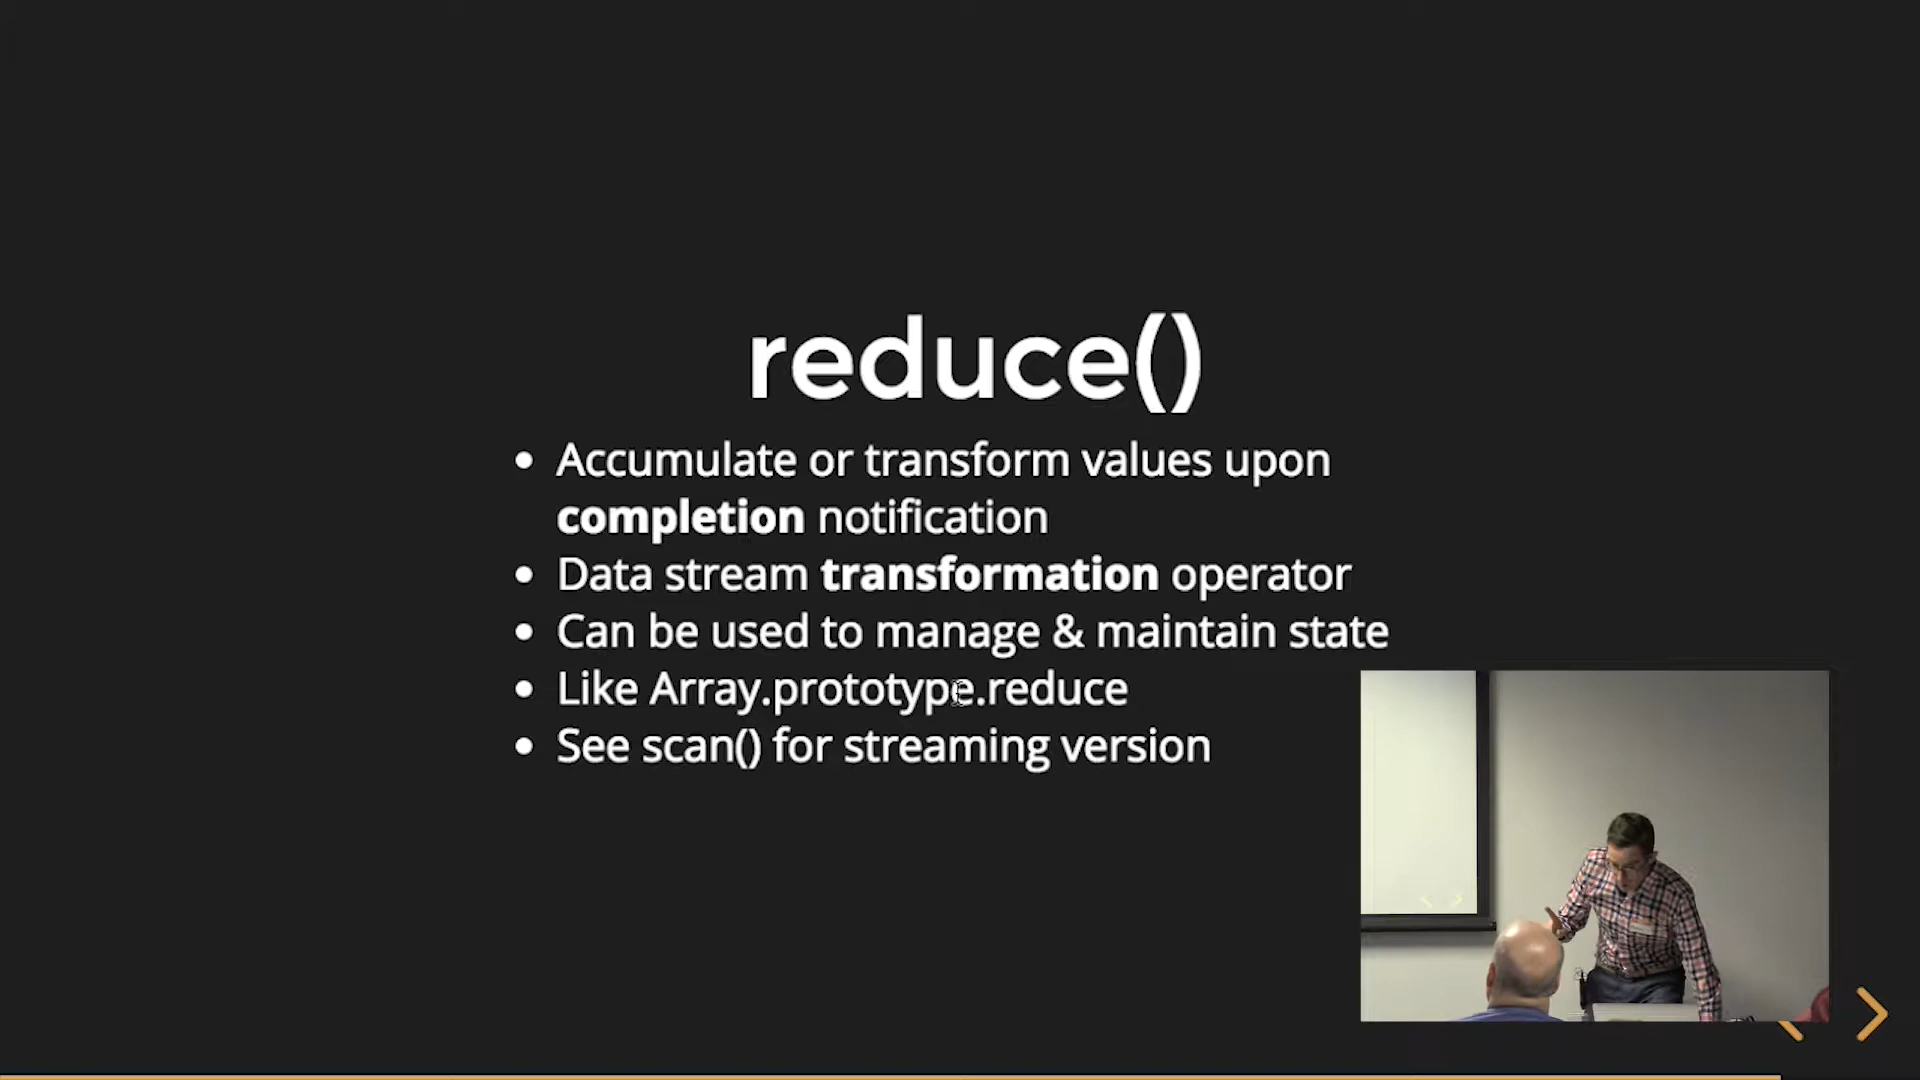 reduce()
• Accumulate or transform values upon
completion notification
• Data stream transformation operator
• Can be used to manage & maintain state
• Like Array.prototype.reduce
• See scan() for streaming version